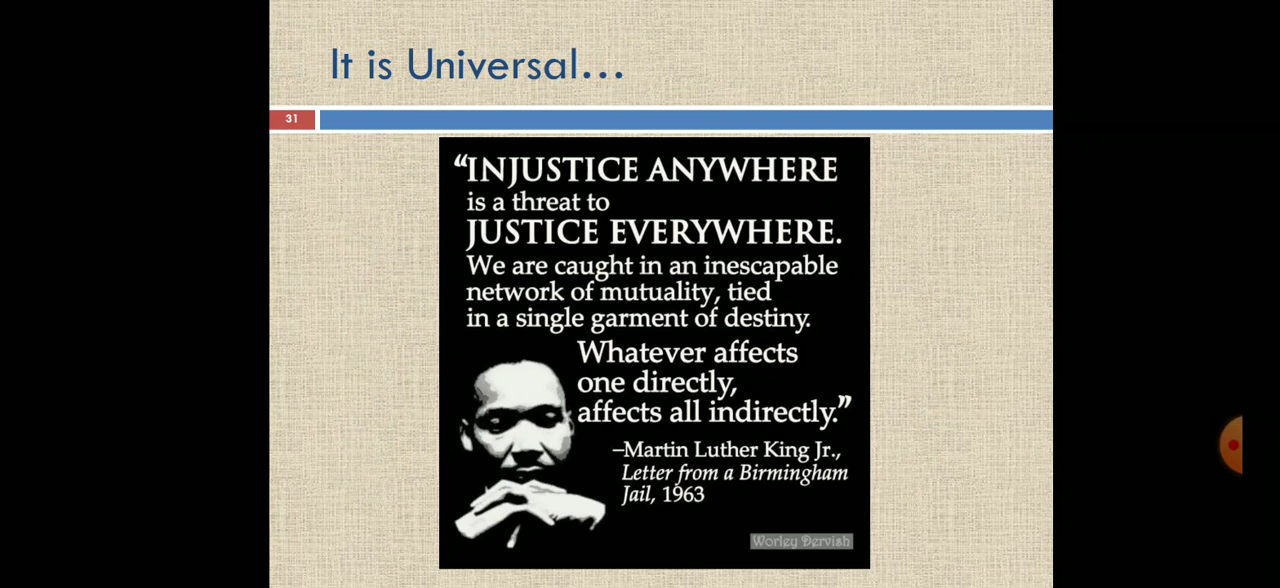 It is Universal...
31
“INJUSTICE ANYWHERE
is a threat to
JUSTICE EVERYWHERE.
We are caught in an inescapable
network of mutuality, tied
in a single garment of destiny.
Whatever affects
one directly,
affects all indirectly.”
–Martin Luther King Jr.,
Letter from a Birmingham
Jail, 1963
Worley Dervish